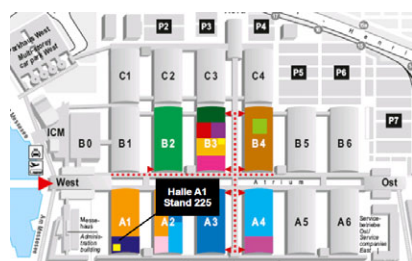 P2 P3 P4
Parkhaus West
Multi-storey
car park West
C1 C2 C3 C4
P5 P6
P7
ICM
B0 B1 B2 B3 B4 B5 B6
West
Atrium
Ost
Halle A1
Stand 225
Messe-
haus
Administration
building
A1 A2 A3 A4 A5 A6
Service-
betriebe
Ost/
Service
companies
East